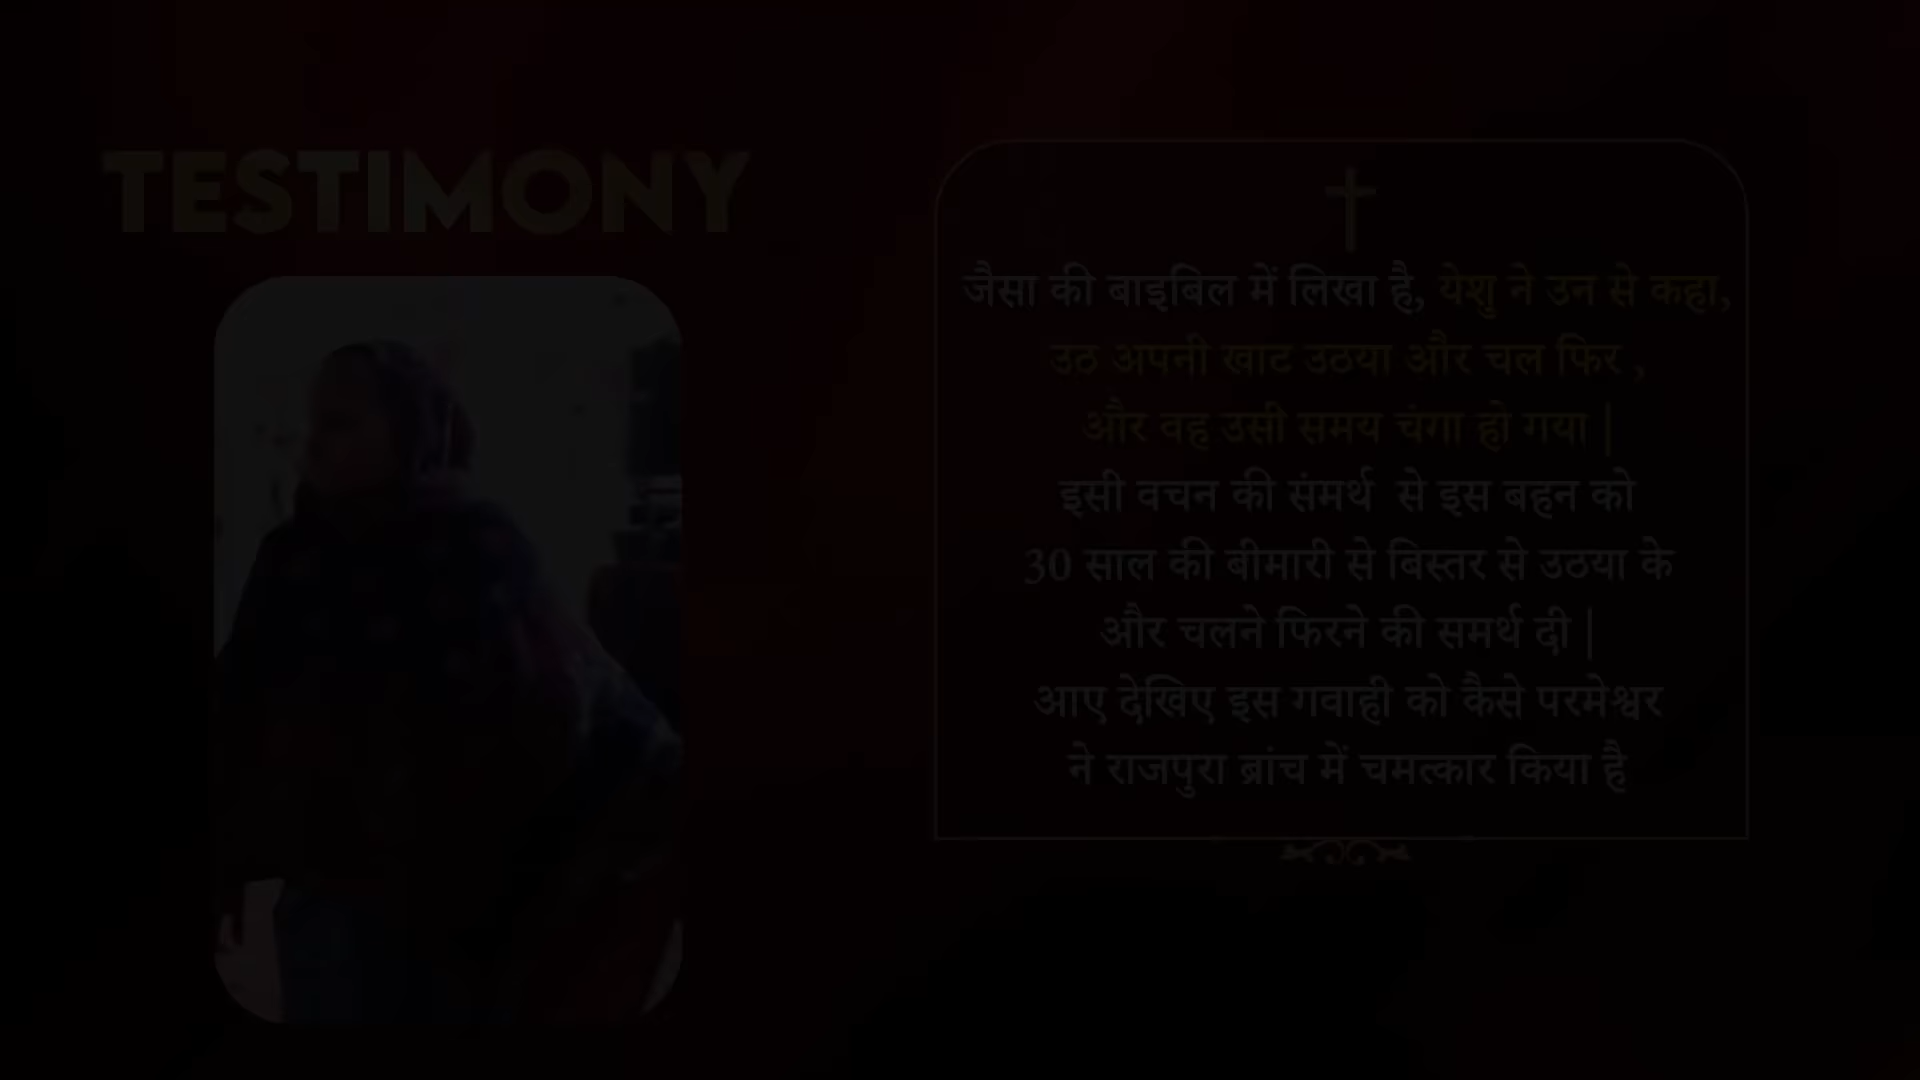 TESTIMONY
जैसा की बाइबिल में लिखा है, येशु ने उन से कहा,
उठ अपनी खाट उठया और चल फिर ,
और वह उसी समय चंगा हो गया |
इसी वचन की संमर्थ से इस बहन को
30 साल की बीमारी से बिस्तर से उठया के
और चलने फिरने की समर्थ दी |
आए देखिए इस गवाही को कैसे परमेश्वर
ने राजपुरा ब्रांच में चमत्कार किया है